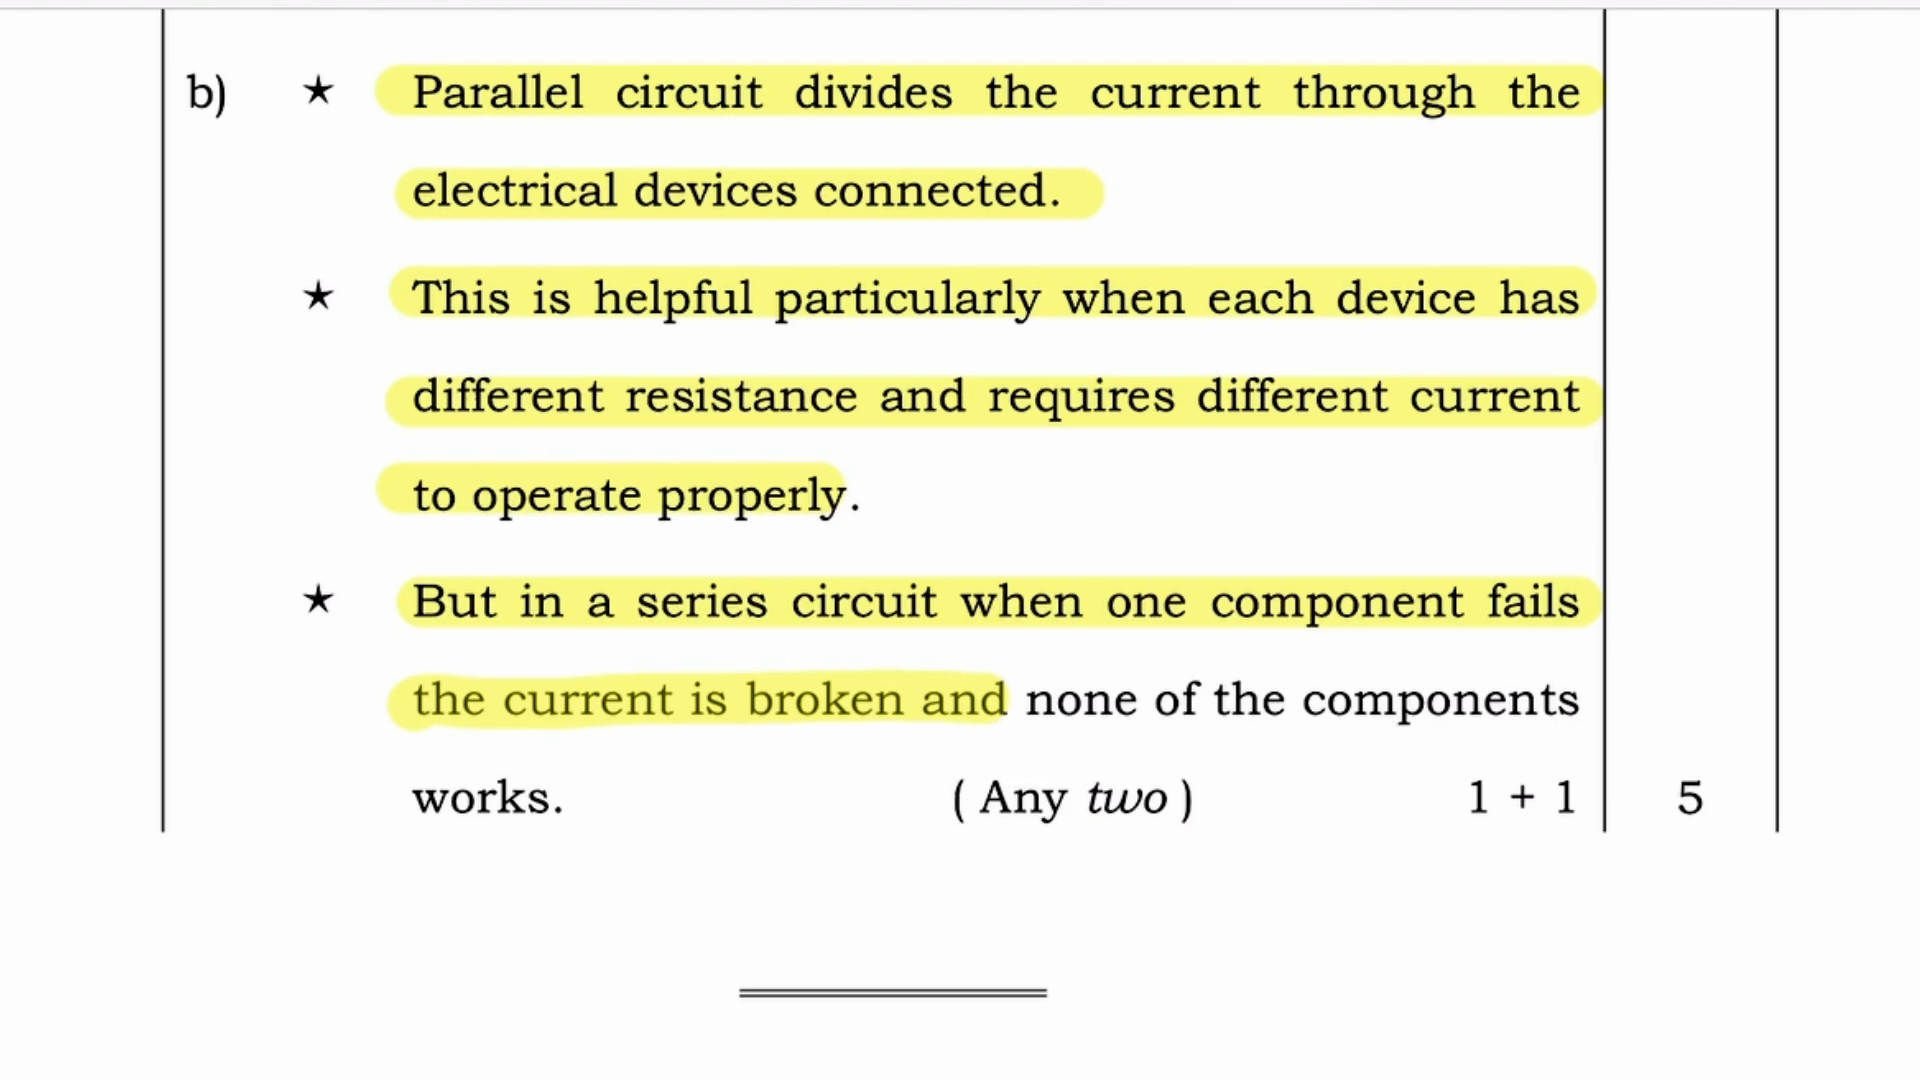 b) ★ Parallel circuit divides the current through the
electrical devices connected.
★ This is helpful particularly when each device has
different resistance and requires different current
to operate properly.
★ But in a series circuit when one component fails
the current is broken and none of the components
works. ( Any two ) 1 + 1 5